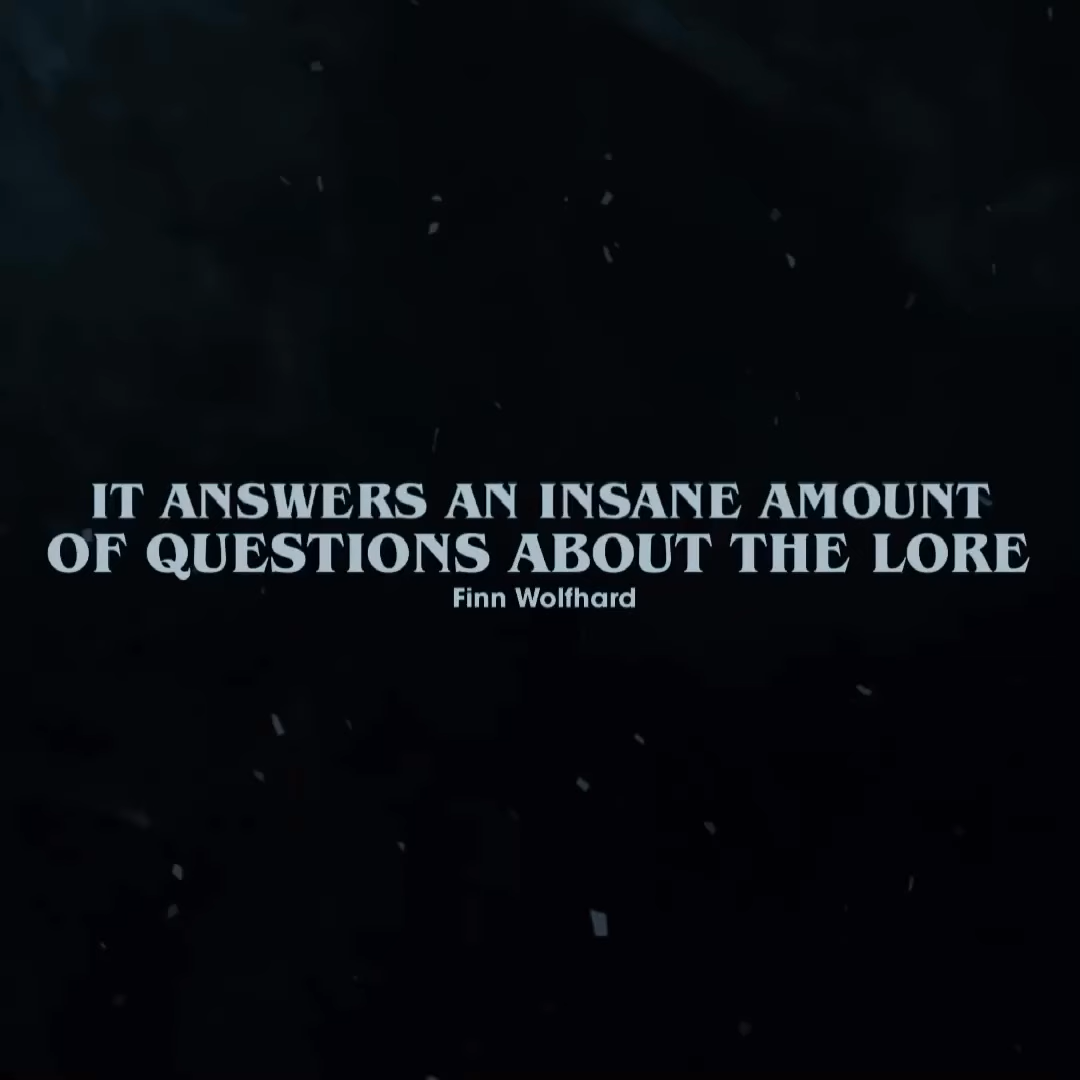 IT ANSWERS AN INSANE AMOUNT
OF QUESTIONS ABOUT THE LORE
Finn Wolfhard